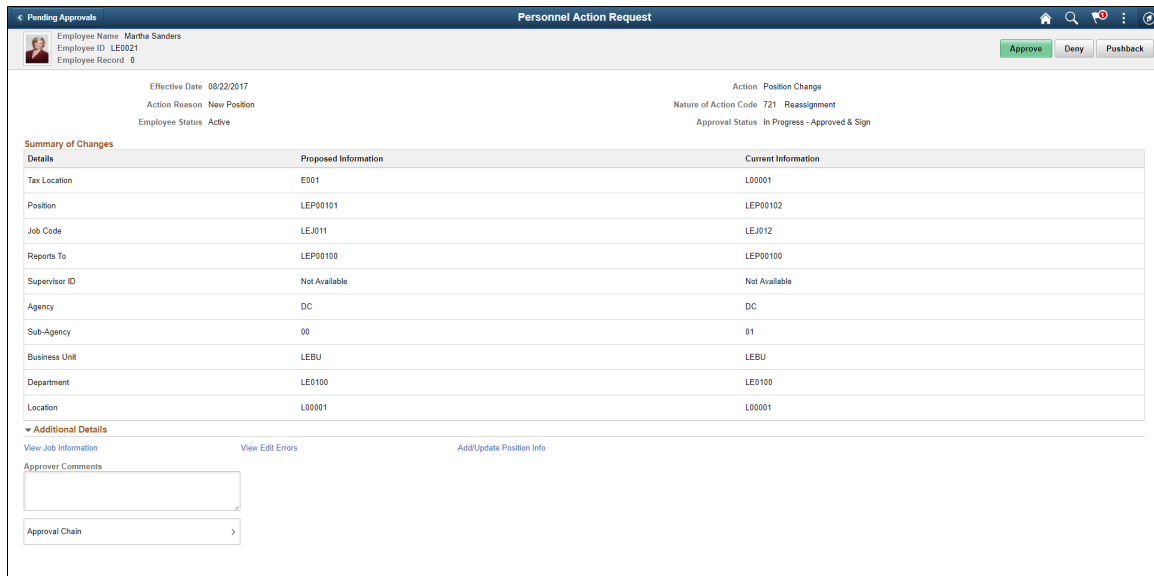 Pending Approvals
Personnel Action Request
1
Employee Name Martha Sanders
Employee ID LE0021
Employee Record 0
Approve Deny Pushback
Effective Date 08/22/2017 Action Position Change
Action Reason New Position Nature of Action Code 721 Reassignment
Employee Status Active Approval Status In Progress - Approved & Sign
Summary of Changes
Details Proposed Information Current Information
Tax Location E001 L00001
Position LEP00101 LEP00102
Job Code LEJ011 LEJ012
Reports To LEP00100 LEP00100
Supervisor ID Not Available Not Available
Agency DC DC
Sub-Agency 00 01
Business Unit LEBU LEBU
Department LE0100 LE0100
Location L00001 L00001
Additional Details
View Job Information View Edit Errors Add/Update Position Info
Approver Comments
Approval Chain